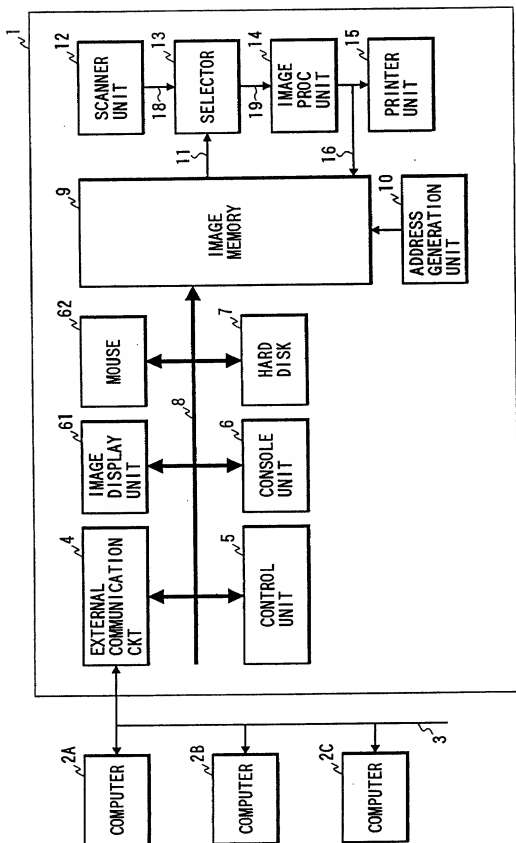 1
12
SCANNER
UNIT
18
13
SELECTOR
19
14
IMAGE
PROC
UNIT
15
PRINTER
UNIT
11
16
9
IMAGE
MEMORY
10
ADDRESS
GENERATION
UNIT
62
MOUSE
7
HARD
DISK
8
61
IMAGE
DISPLAY
UNIT
6
CONSOLE
UNIT
4
EXTERNAL
COMMUNICATION
CKT
5
CONTROL
UNIT
2A
COMPUTER
2B
COMPUTER
2C
COMPUTER
3